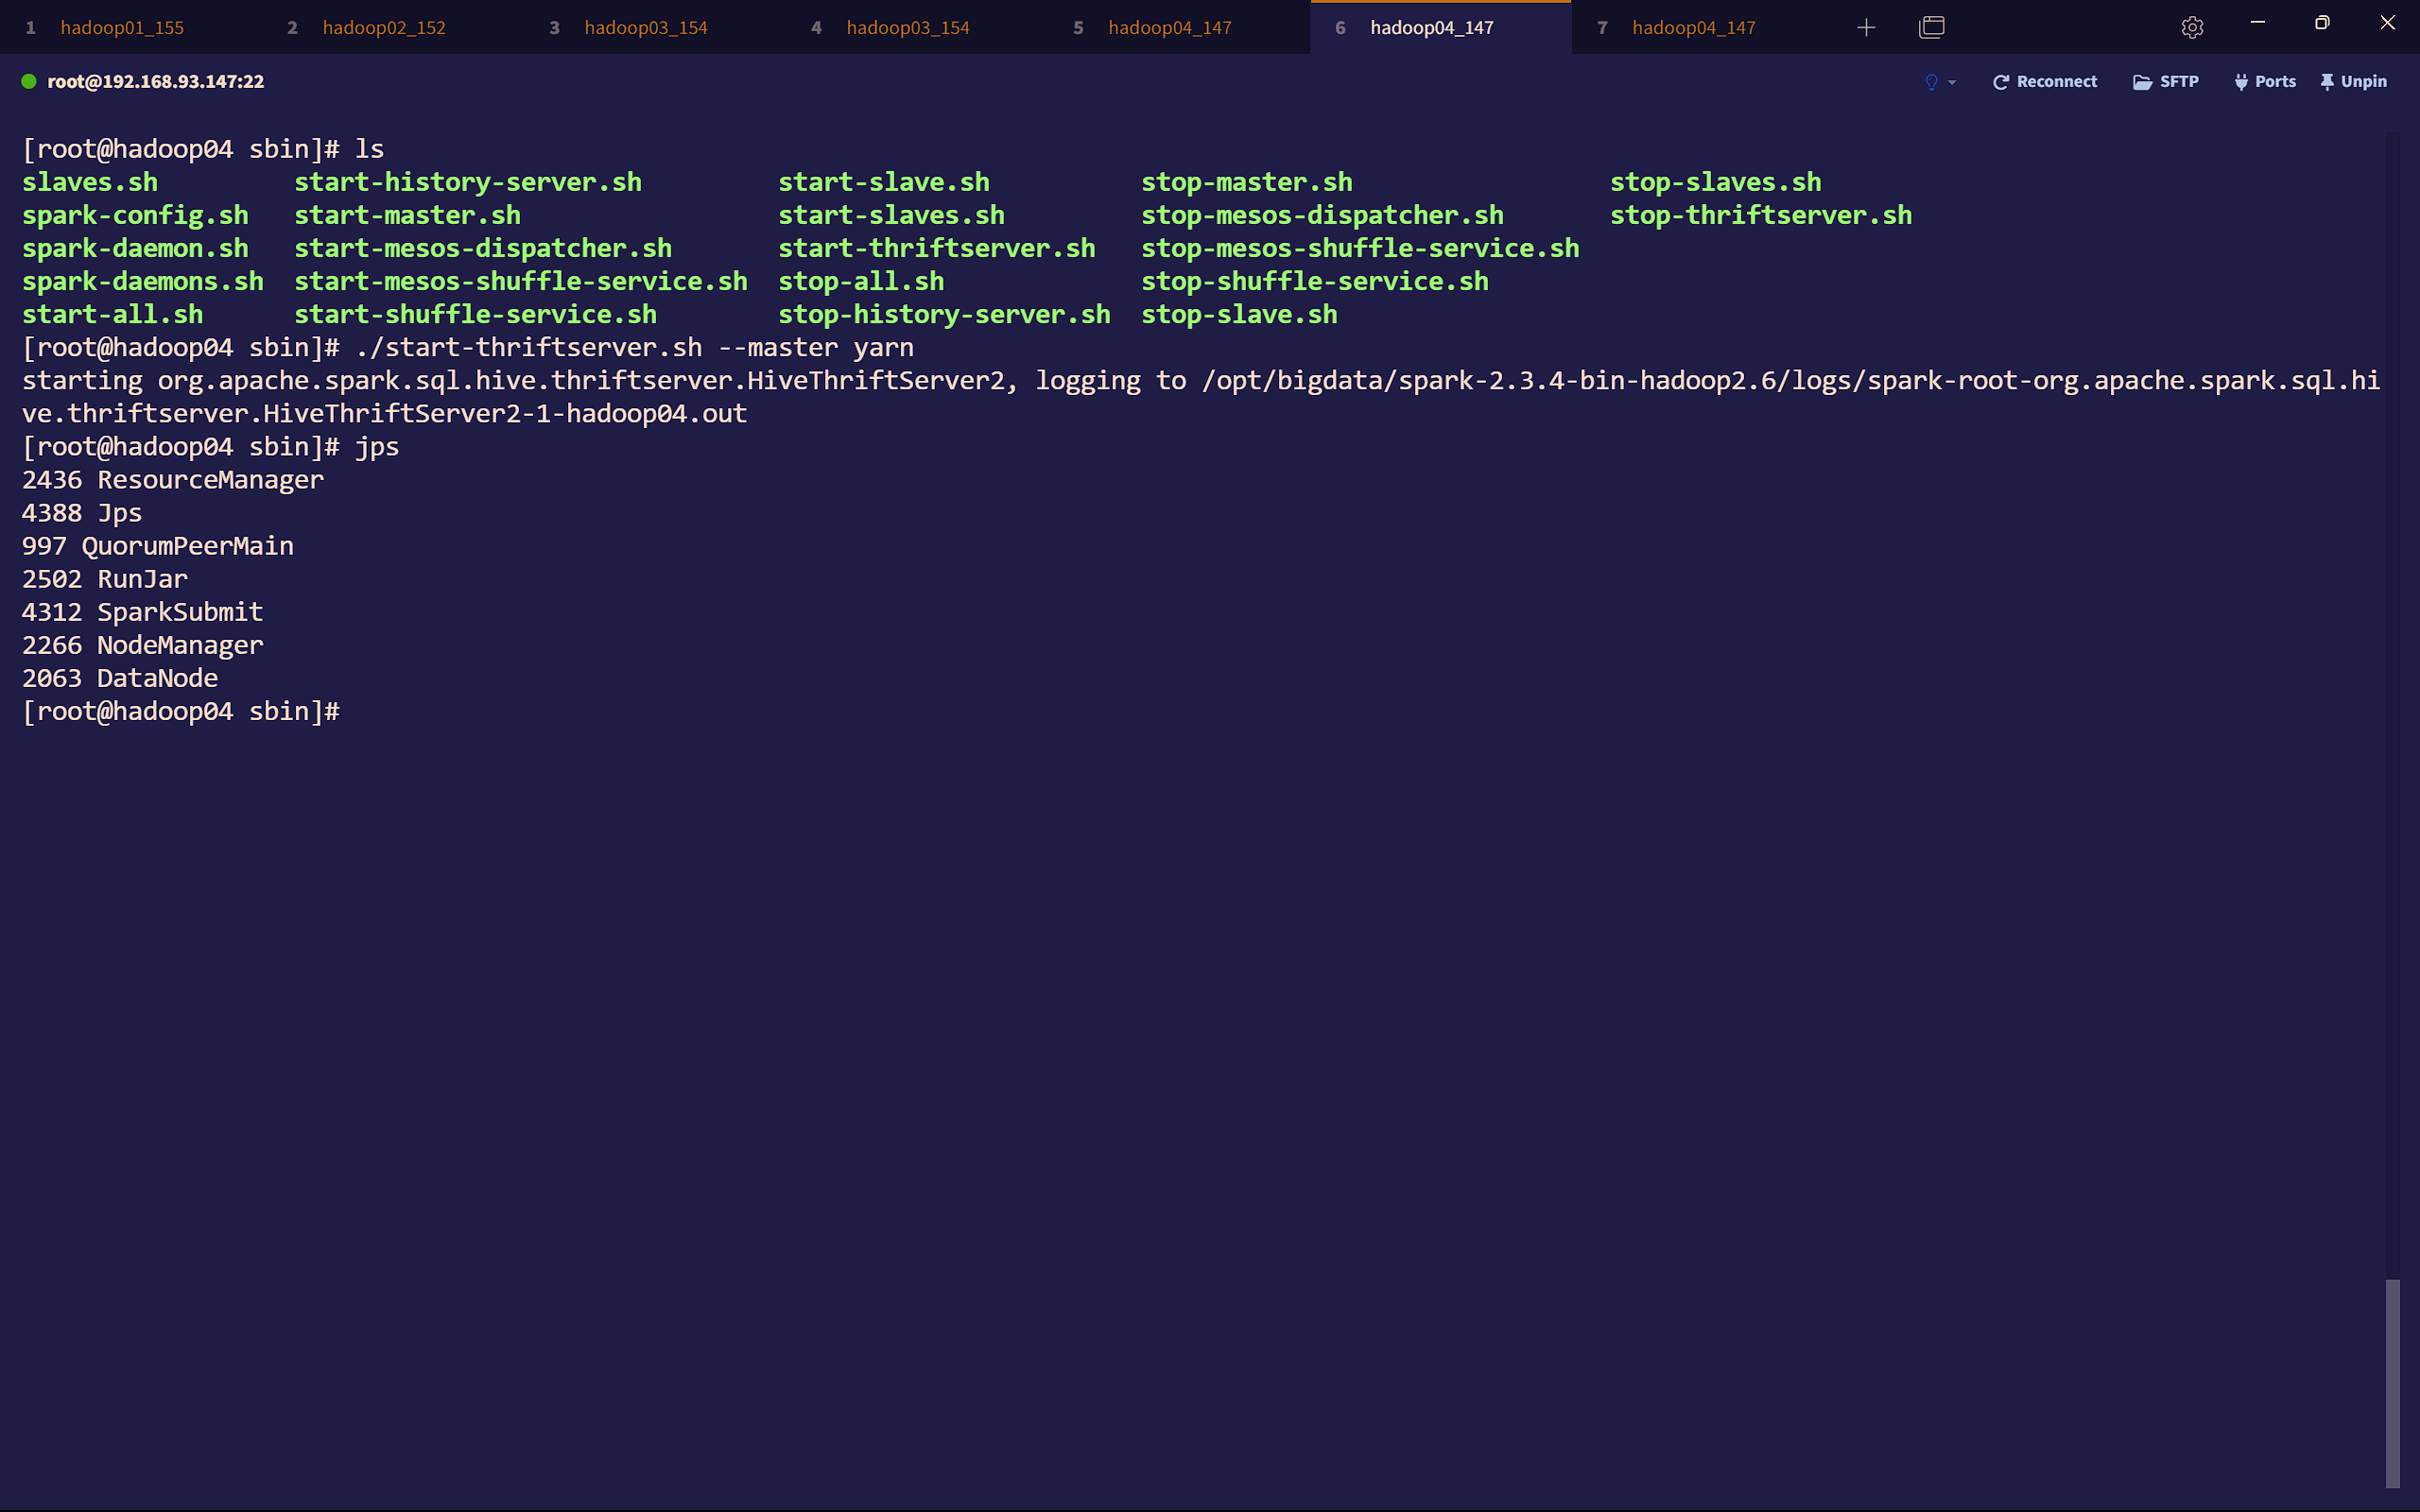 1 hadoop01_155 2 hadoop02_152 3 hadoop03_154 4 hadoop03_154 5 hadoop04_147 6 hadoop04_147 7 hadoop04_147
root@192.168.93.147:22 Reconnect SFTP Ports Unpin
[root@hadoop04 sbin]# ls
slaves.sh start-history-server.sh start-slave.sh stop-master.sh stop-slaves.sh
spark-config.sh start-master.sh start-slaves.sh stop-mesos-dispatcher.sh stop-thriftserver.sh
spark-daemon.sh start-mesos-dispatcher.sh start-thriftserver.sh stop-mesos-shuffle-service.sh
spark-daemons.sh start-mesos-shuffle-service.sh stop-all.sh stop-shuffle-service.sh
start-all.sh start-shuffle-service.sh stop-history-server.sh stop-slave.sh
[root@hadoop04 sbin]# ./start-thriftserver.sh --master yarn
starting org.apache.spark.sql.hive.thriftserver.HiveThriftServer2, logging to /opt/bigdata/spark-2.3.4-bin-hadoop2.6/logs/spark-root-org.apache.spark.sql.hi
ve.thriftserver.HiveThriftServer2-1-hadoop04.out
[root@hadoop04 sbin]# jps
2436 ResourceManager
4388 Jps
997 QuorumPeerMain
2502 RunJar
4312 SparkSubmit
2266 NodeManager
2063 DataNode
[root@hadoop04 sbin]#